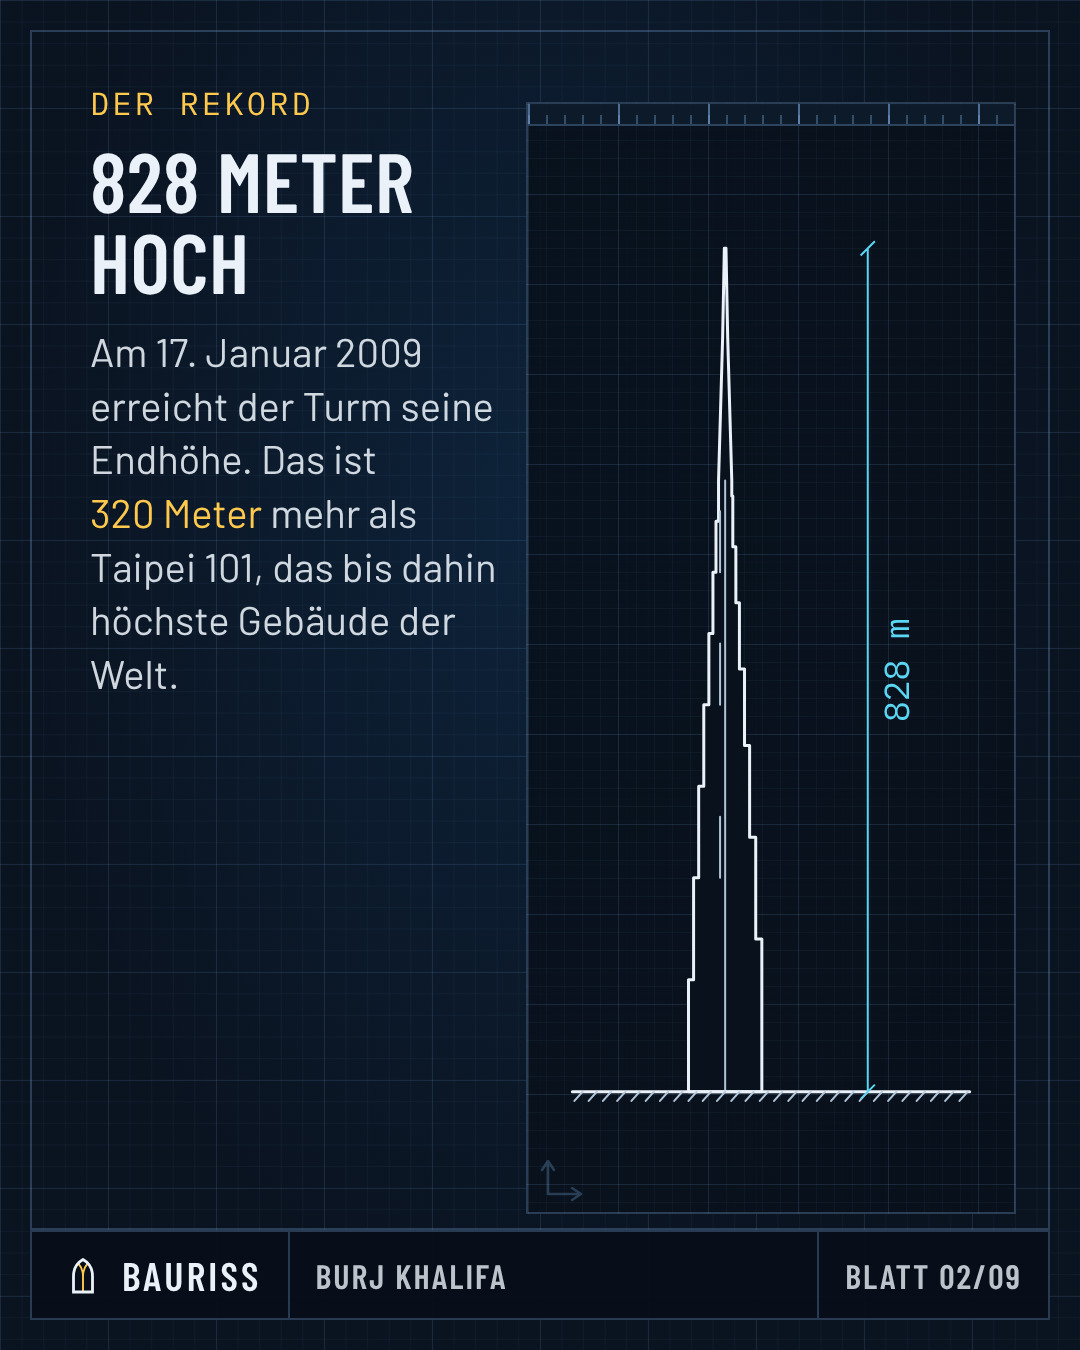 DER REKORD
828 METER
HOCH
Am 17. Januar 2009
erreicht der Turm seine
Endhöhe. Das ist
320 Meter mehr als
Taipei 101, das bis dahin
höchste Gebäude der
Welt.
828 m
BAURISS
BURJ KHALIFA
BLATT 02/09